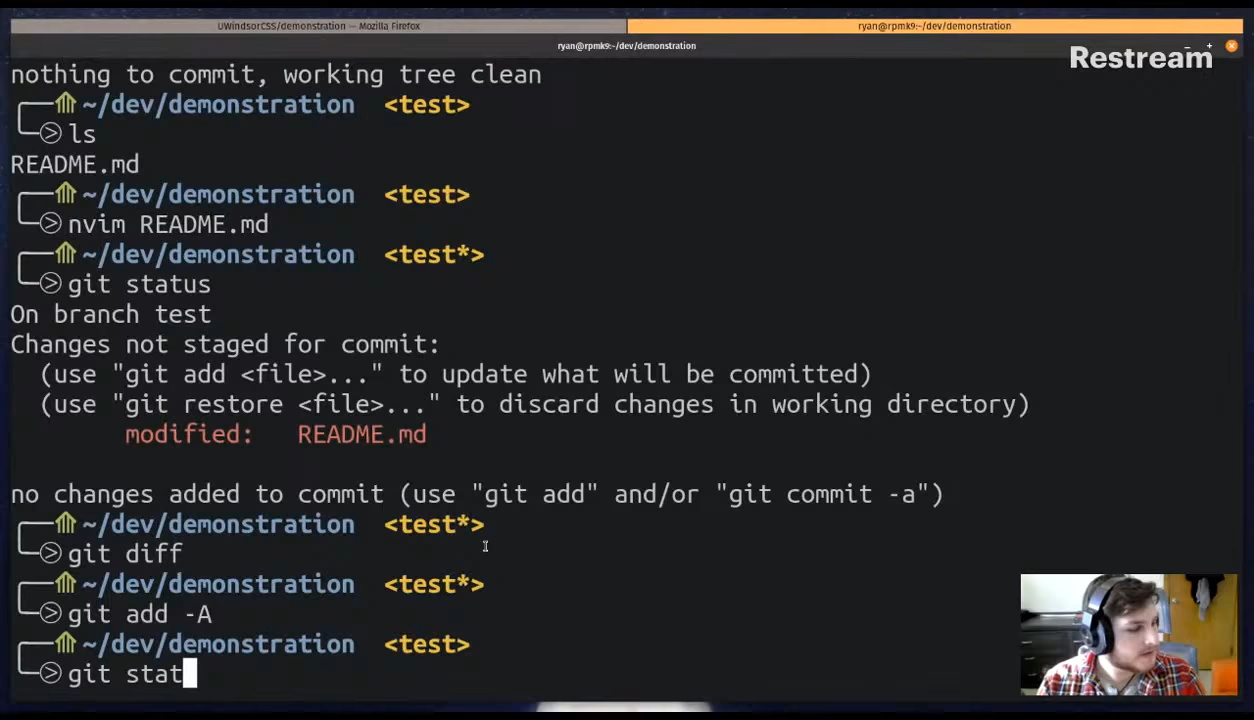 UWindsorCSS/demonstration — Mozilla Firefox
ryan@rpmk9:~/dev/demonstration
ryan@rpmk9:~/dev/demonstration
Restream
nothing to commit, working tree clean
~/dev/demonstration <test>
ls
README.md
~/dev/demonstration <test>
nvim README.md
~/dev/demonstration <test*>
git status
On branch test
Changes not staged for commit:
(use "git add <file>..." to update what will be committed)
(use "git restore <file>..." to discard changes in working directory)
modified: README.md
no changes added to commit (use "git add" and/or "git commit -a")
~/dev/demonstration <test*>
git diff
~/dev/demonstration <test*>
git add -A
~/dev/demonstration <test>
git stat